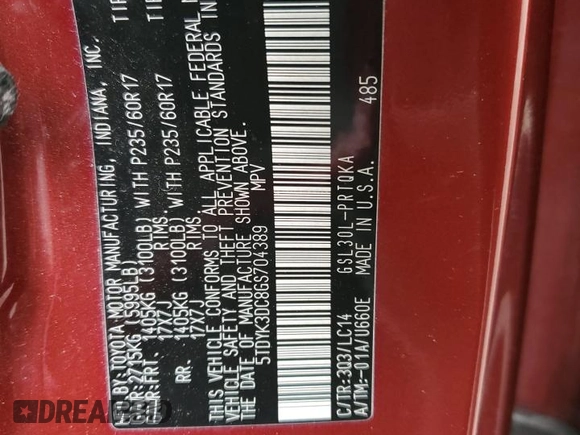 MFD. BY: TOYOTA MOTOR MANUFACTURING, INDIANA, INC.
GVWR: 2715KG (5995LB)
GAWR: FRT. 1405KG (3100LB) WITH P235/60R17 TIR
17X7J RIMS.
RR. 1405KG (3100LB) WITH P235/60R17 TIR
17X7J RIMS.
THIS VEHICLE CONFORMS TO ALL APPLICABLE FEDERAL M
VEHICLE SAFETY AND THEFT PREVENTION STANDARDS IN
THE DATE OF MANUFACTURE SHOWN ABOVE.
5TDYK3DC8GS704389 MPV
C/TR:3Q3/LC14 GSL30L-PRTQKA 485
A/TM:-01A/U660E MADE IN U.S.A.
DREAM